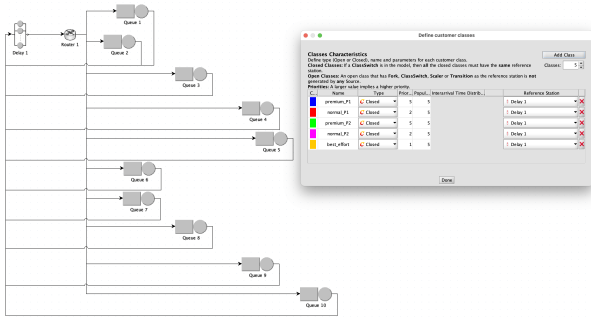 Queue 1
Delay 1
Router 1
Queue 2
Queue 3
Queue 4
Queue 5
Queue 6
Queue 7
Queue 8
Queue 9
Queue 10
Define customer classes
Classes Characteristics
Define type (Open or Closed), name and parameters for each customer class.
Closed Classes: If a ClassSwitch is in the model, then all the closed classes must have the same reference
station.
Open Classes: An open class that has Fork, ClassSwitch, Scaler or Transition as the reference station is not
generated by any Source.
Priorities: A larger value implies a higher priority.
Add Class
Classes: 5
C... Name Type Prior... Popul... Interarrival Time Distrib... Reference Station
premium_P1 Closed 5 5 Delay 1
normal_P1 Closed 2 5 Delay 1
premium_P2 Closed 5 5 Delay 1
normal_P2 Closed 2 5 Delay 1
best_effort Closed 1 5 Delay 1
Done